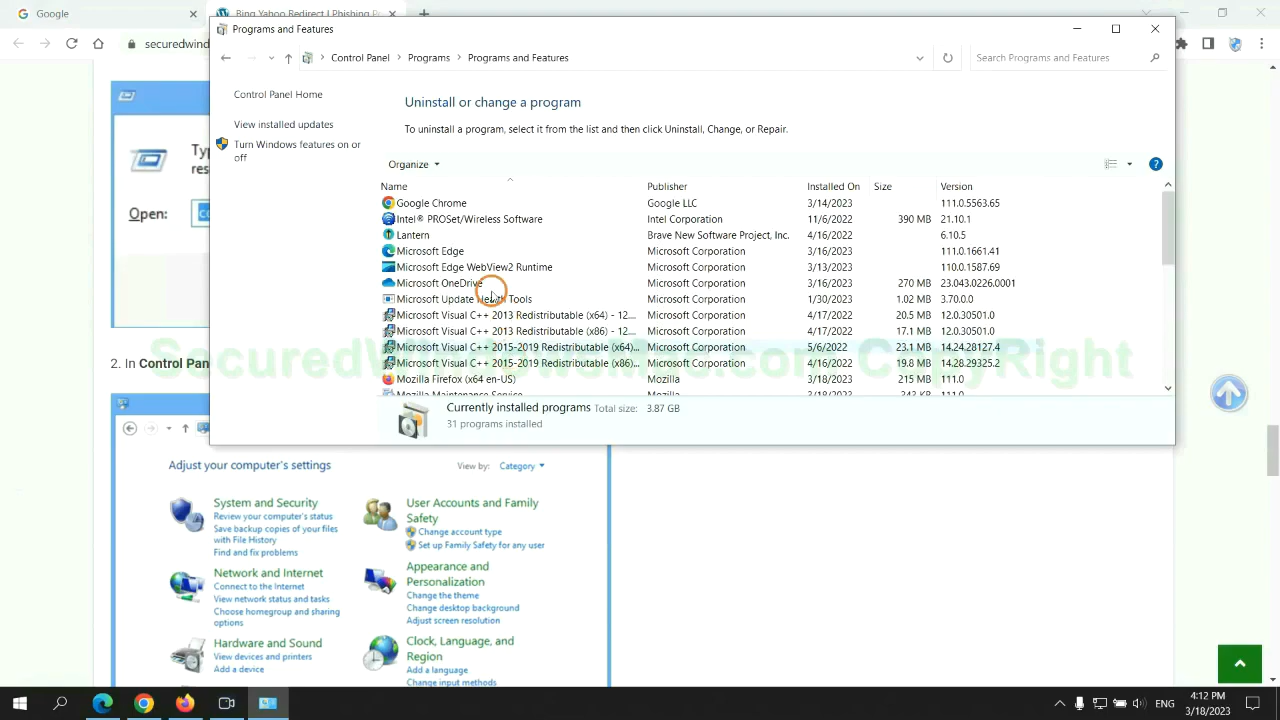 Google
Bing Yahoo Redirect | Phishing P
securedwind
Programs and Features
Control Panel > Programs > Programs and Features
Search Programs and Features
Control Panel Home
View installed updates
Turn Windows features on or
off
Uninstall or change a program
To uninstall a program, select it from the list and then click Uninstall, Change, or Repair.
Organize
Name Publisher Installed On Size Version
Google Chrome Google LLC 3/14/2023 111.0.5563.65
Intel® PROSet/Wireless Software Intel Corporation 11/6/2022 390 MB 21.10.1
Lantern Brave New Software Project, Inc. 4/16/2022 6.10.5
Microsoft Edge Microsoft Corporation 3/16/2023 111.0.1661.41
Microsoft Edge WebView2 Runtime Microsoft Corporation 3/13/2023 110.0.1587.69
Microsoft OneDrive Microsoft Corporation 3/16/2023 270 MB 23.043.0226.0001
Microsoft Update Health Tools Microsoft Corporation 1/30/2023 1.02 MB 3.70.0.0
Microsoft Visual C++ 2013 Redistributable (x64) - 12.... Microsoft Corporation 4/17/2022 20.5 MB 12.0.30501.0
Microsoft Visual C++ 2013 Redistributable (x86) - 12.... Microsoft Corporation 4/17/2022 17.1 MB 12.0.30501.0
Microsoft Visual C++ 2015-2019 Redistributable (x64)... Microsoft Corporation 5/6/2022 23.1 MB 14.24.28127.4
Microsoft Visual C++ 2015-2019 Redistributable (x86)... Microsoft Corporation 4/16/2022 19.8 MB 14.28.29325.2
Mozilla Firefox (x64 en-US) Mozilla 3/18/2023 215 MB 111.0
Mozilla Maintenance Service Mozilla 3/18/2023 343 KB 111.0
Currently installed programs Total size: 3.87 GB
31 programs installed
Ty
res
Open: co
2. In Control Pan
Adjust your computer's settings
View by: Category
System and Security
Review your computer's status
Save backup copies of your files
with File History
Find and fix problems
Network and Internet
Connect to the Internet
View network status and tasks
Choose homegroup and sharing
options
Hardware and Sound
View devices and printers
Add a device
User Accounts and Family
Safety
Change account type
Set up Family Safety for any user
Appearance and
Personalization
Change the theme
Change desktop background
Adjust screen resolution
Clock, Language, and
Region
Add a language
Change input methods
ENG
4:12 PM
3/18/2023